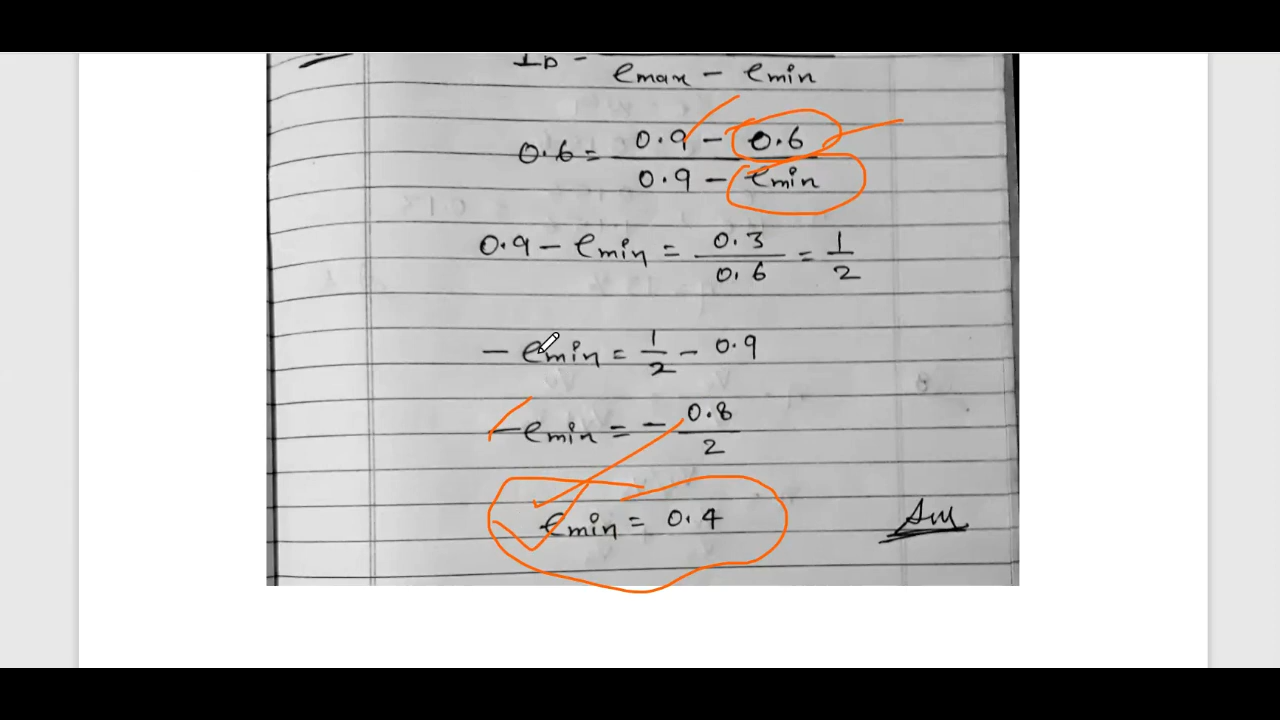 ID = emax - emin
0.6 = 0.9 - 0.6 / 0.9 - emin
0.9 - emin = 0.3 / 0.6 = 1/2
- emin = 1/2 - 0.9
- emin = - 0.8 / 2
emin = 0.4
Ans